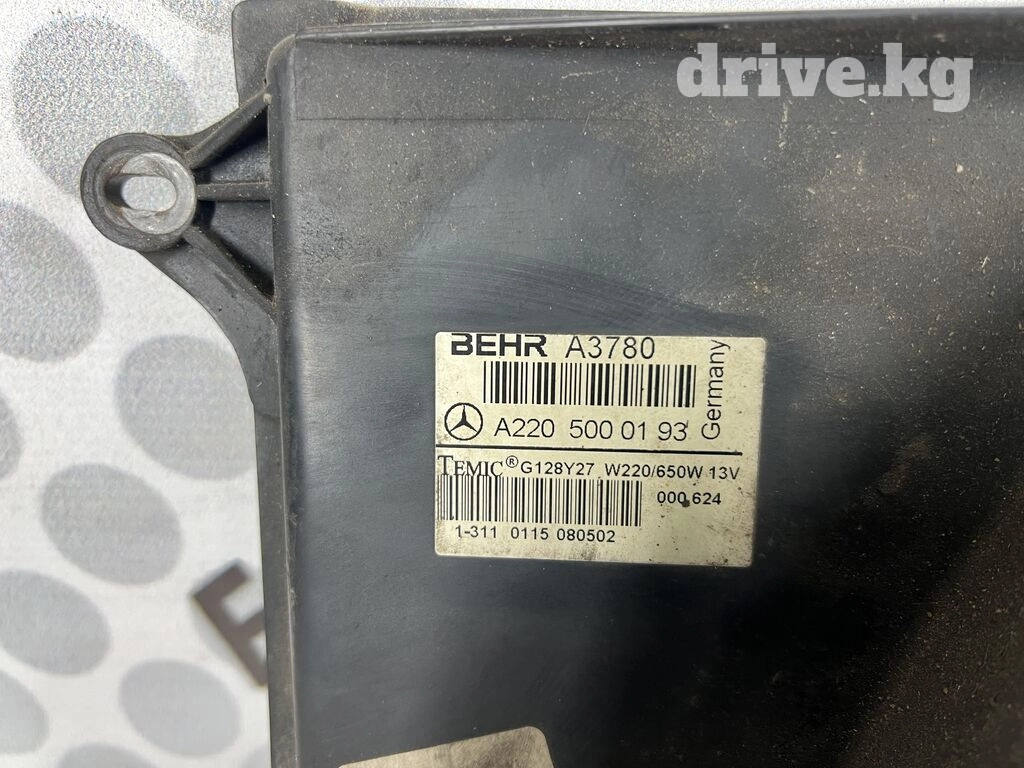 drive.kg
BEHR A3780
Germany
A220 500 01 93
TEMIC® G128Y27 W220/650W 13V
000 624
1-311 0115 080502
E